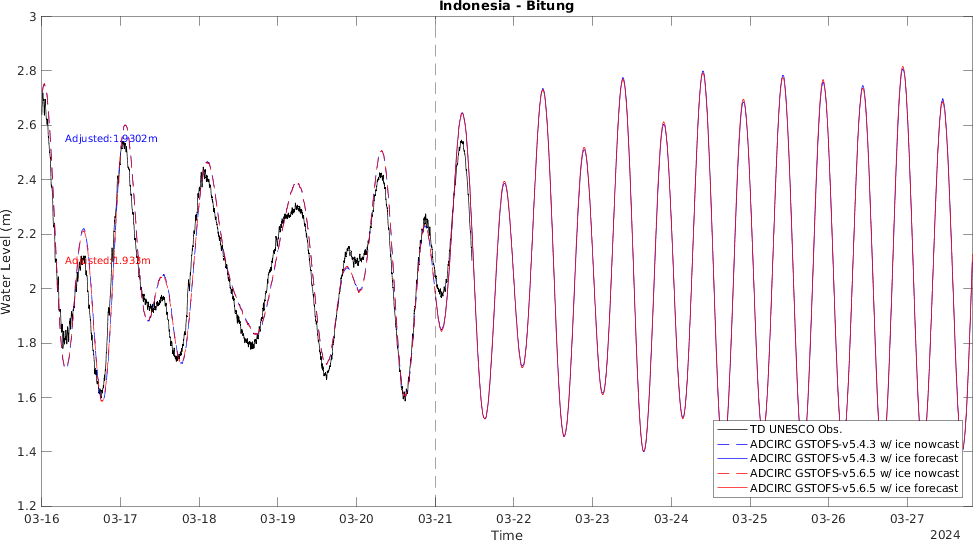 Indonesia - Bitung
3
2.8
2.6
2.4
2.2
2
1.8
1.6
1.4
1.2
Water Level (m)
Adjusted:1.9302m
Adjusted:1.933m
TD UNESCO Obs.
ADCIRC GSTOFS-v5.4.3 w/ ice nowcast
ADCIRC GSTOFS-v5.4.3 w/ ice forecast
ADCIRC GSTOFS-v5.6.5 w/ ice nowcast
ADCIRC GSTOFS-v5.6.5 w/ ice forecast
03-16 03-17 03-18 03-19 03-20 03-21 03-22 03-23 03-24 03-25 03-26 03-27
Time
2024